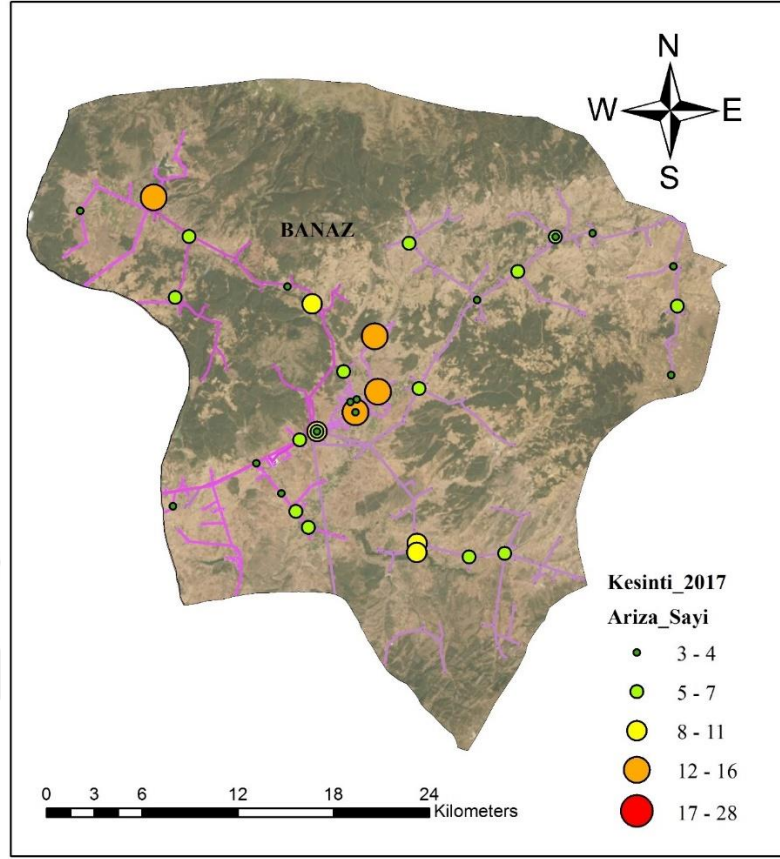 N
W E
S
BANAZ
Kesinti_2017
Ariza_Sayi
3 - 4
5 - 7
8 - 11
12 - 16
17 - 28
0 3 6 12 18 24
Kilometers